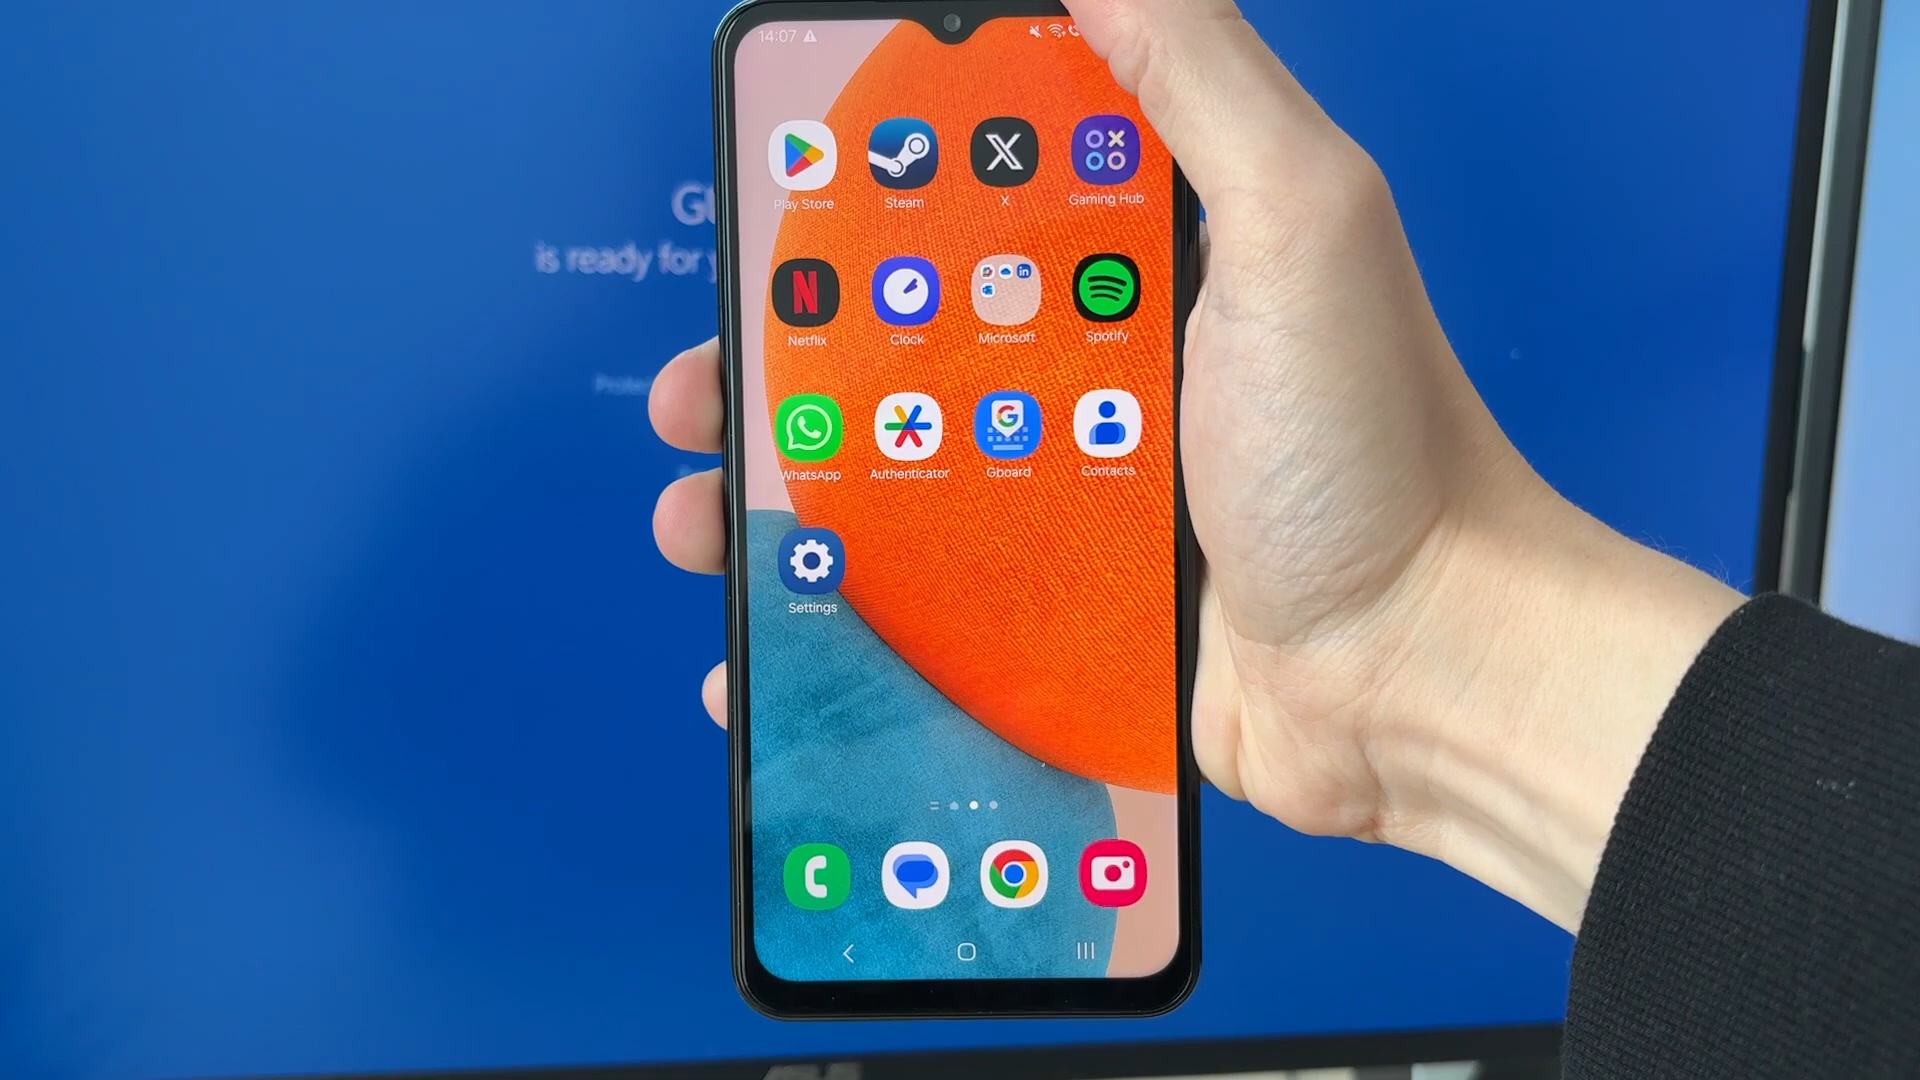 14:07
Play Store Steam X Gaming Hub
is ready for
Netflix Clock Microsoft Spotify
WhatsApp Authenticator Gboard Contacts
Settings